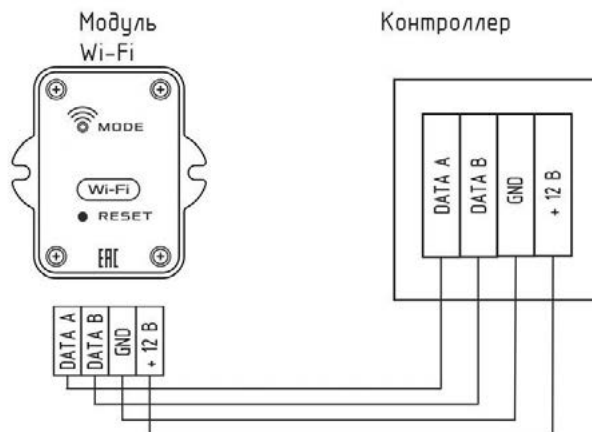 Модуль
Wi-Fi
Контроллер
MODE
Wi-Fi
RESET
EAC
DATA A
DATA B
GND
+ 12 В
DATA A
DATA B
GND
+ 12 В